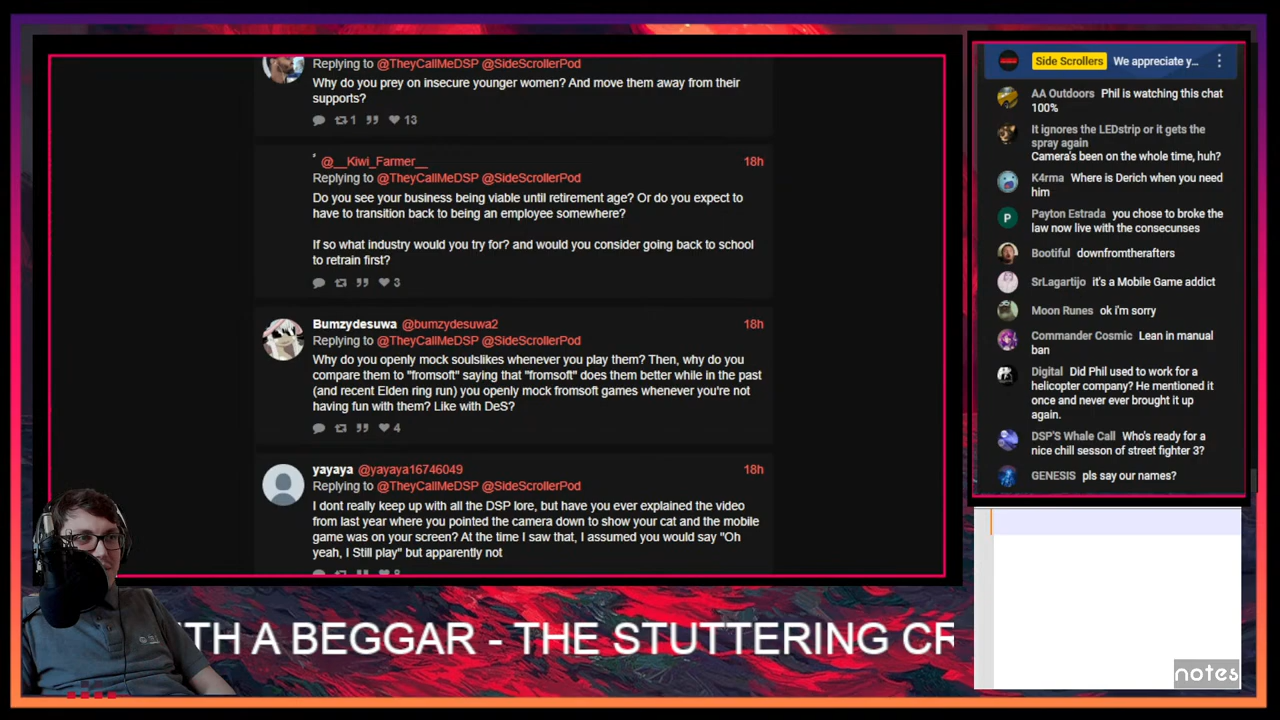 Replying to @TheyCallMeDSP @SideScrollerPod
Why do you prey on insecure younger women? And move them away from their
supports?
1 13
@__Kiwi_Farmer__ 18h
Replying to @TheyCallMeDSP @SideScrollerPod
Do you see your business being viable until retirement age? Or do you expect to
have to transition back to being an employee somewhere?
If so what industry would you try for? and would you consider going back to school
to retrain first?
3
Bumzydesuwa @bumzydesuwa2 18h
Replying to @TheyCallMeDSP @SideScrollerPod
Why do you openly mock soulslikes whenever you play them? Then, why do you
compare them to "fromsoft" saying that "fromsoft" does them better while in the past
(and recent Elden ring run) you openly mock fromsoft games whenever you're not
having fun with them? Like with DeS?
4
yayaya @yayaya16746049 18h
Replying to @TheyCallMeDSP @SideScrollerPod
I dont really keep up with all the DSP lore, but have you ever explained the video
from last year where you pointed the camera down to show your cat and the mobile
game was on your screen? At the time I saw that, I assumed you would say "Oh
yeah, I Still play" but apparently not
Side Scrollers We appreciate y...
AA Outdoors Phil is watching this chat
100%
It ignores the LEDstrip or it gets the
spray again
Camera's been on the whole time, huh?
K4rma Where is Derich when you need
him
P
Payton Estrada you chose to broke the
law now live with the consecunses
Bootiful downfromtherafters
SrLagartijo it's a Mobile Game addict
Moon Runes ok i'm sorry
Commander Cosmic Lean in manual
ban
Digital Did Phil used to work for a
helicopter company? He mentioned it
once and never ever brought it up
again.
DSP'S Whale Call Who's ready for a
nice chill sesson of street fighter 3?
GENESIS pls say our names?
ITH A BEGGAR - THE STUTTERING CR
notes